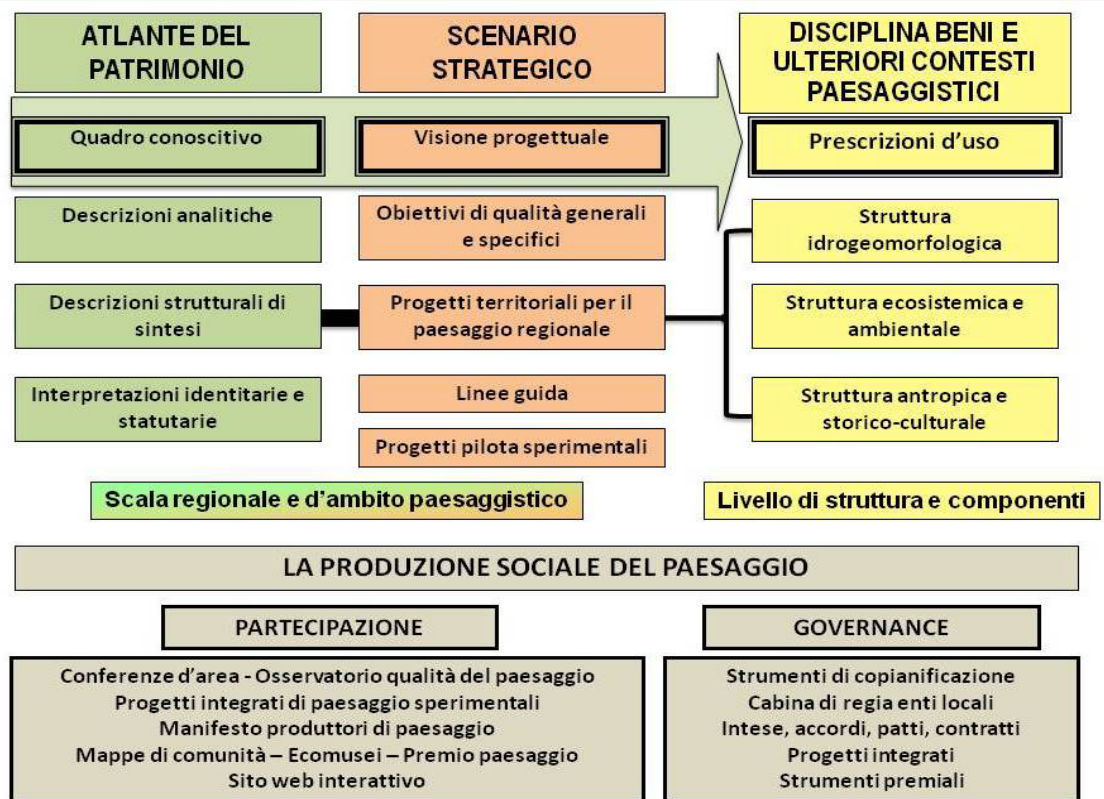 ATLANTE DEL
PATRIMONIO
SCENARIO
STRATEGICO
DISCIPLINA BENI E
ULTERIORI CONTESTI
PAESAGGISTICI
Quadro conoscitivo
Visione progettuale
Prescrizioni d'uso
Descrizioni analitiche
Obiettivi di qualità generali
e specifici
Struttura
idrogeomorfologica
Descrizioni strutturali di
sintesi
Progetti territoriali per il
paesaggio regionale
Struttura ecosistemica e
ambientale
Interpretazioni identitarie e
statutarie
Linee guida
Progetti pilota sperimentali
Struttura antropica e
storico-culturale
Scala regionale e d'ambito paesaggistico
Livello di struttura e componenti
LA PRODUZIONE SOCIALE DEL PAESAGGIO
PARTECIPAZIONE
Conferenze d'area - Osservatorio qualità del paesaggio
Progetti integrati di paesaggio sperimentali
Manifesto produttori di paesaggio
Mappe di comunità – Ecomusei – Premio paesaggio
Sito web interattivo
GOVERNANCE
Strumenti di copianificazione
Cabina di regia enti locali
Intese, accordi, patti, contratti
Progetti integrati
Strumenti premiali